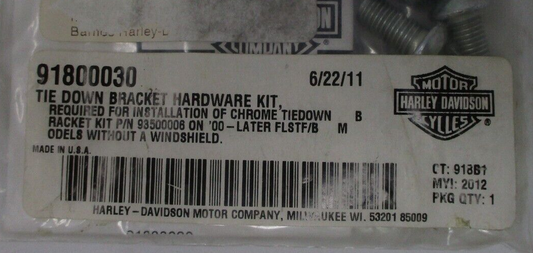 Harley-D
COMPANY
91800030 6/22/11
TIE DOWN BRACKET HARDWARE KIT,
REQUIRED FOR INSTALLATION OF CHROME TIEDOWN B
RACKET KIT P/N 93500006 ON '00-LATER FLSTF/B M
ODELS WITHOUT A WINDSHIELD.
MADE IN U.S.A.
MOTOR
HARLEY-DAVIDSON
CYCLES
®
CT: 91861
MYI: 2012
PKG QTY: 1
HARLEY-DAVIDSON MOTOR COMPANY, MILWAUKEE WI. 53201 85009